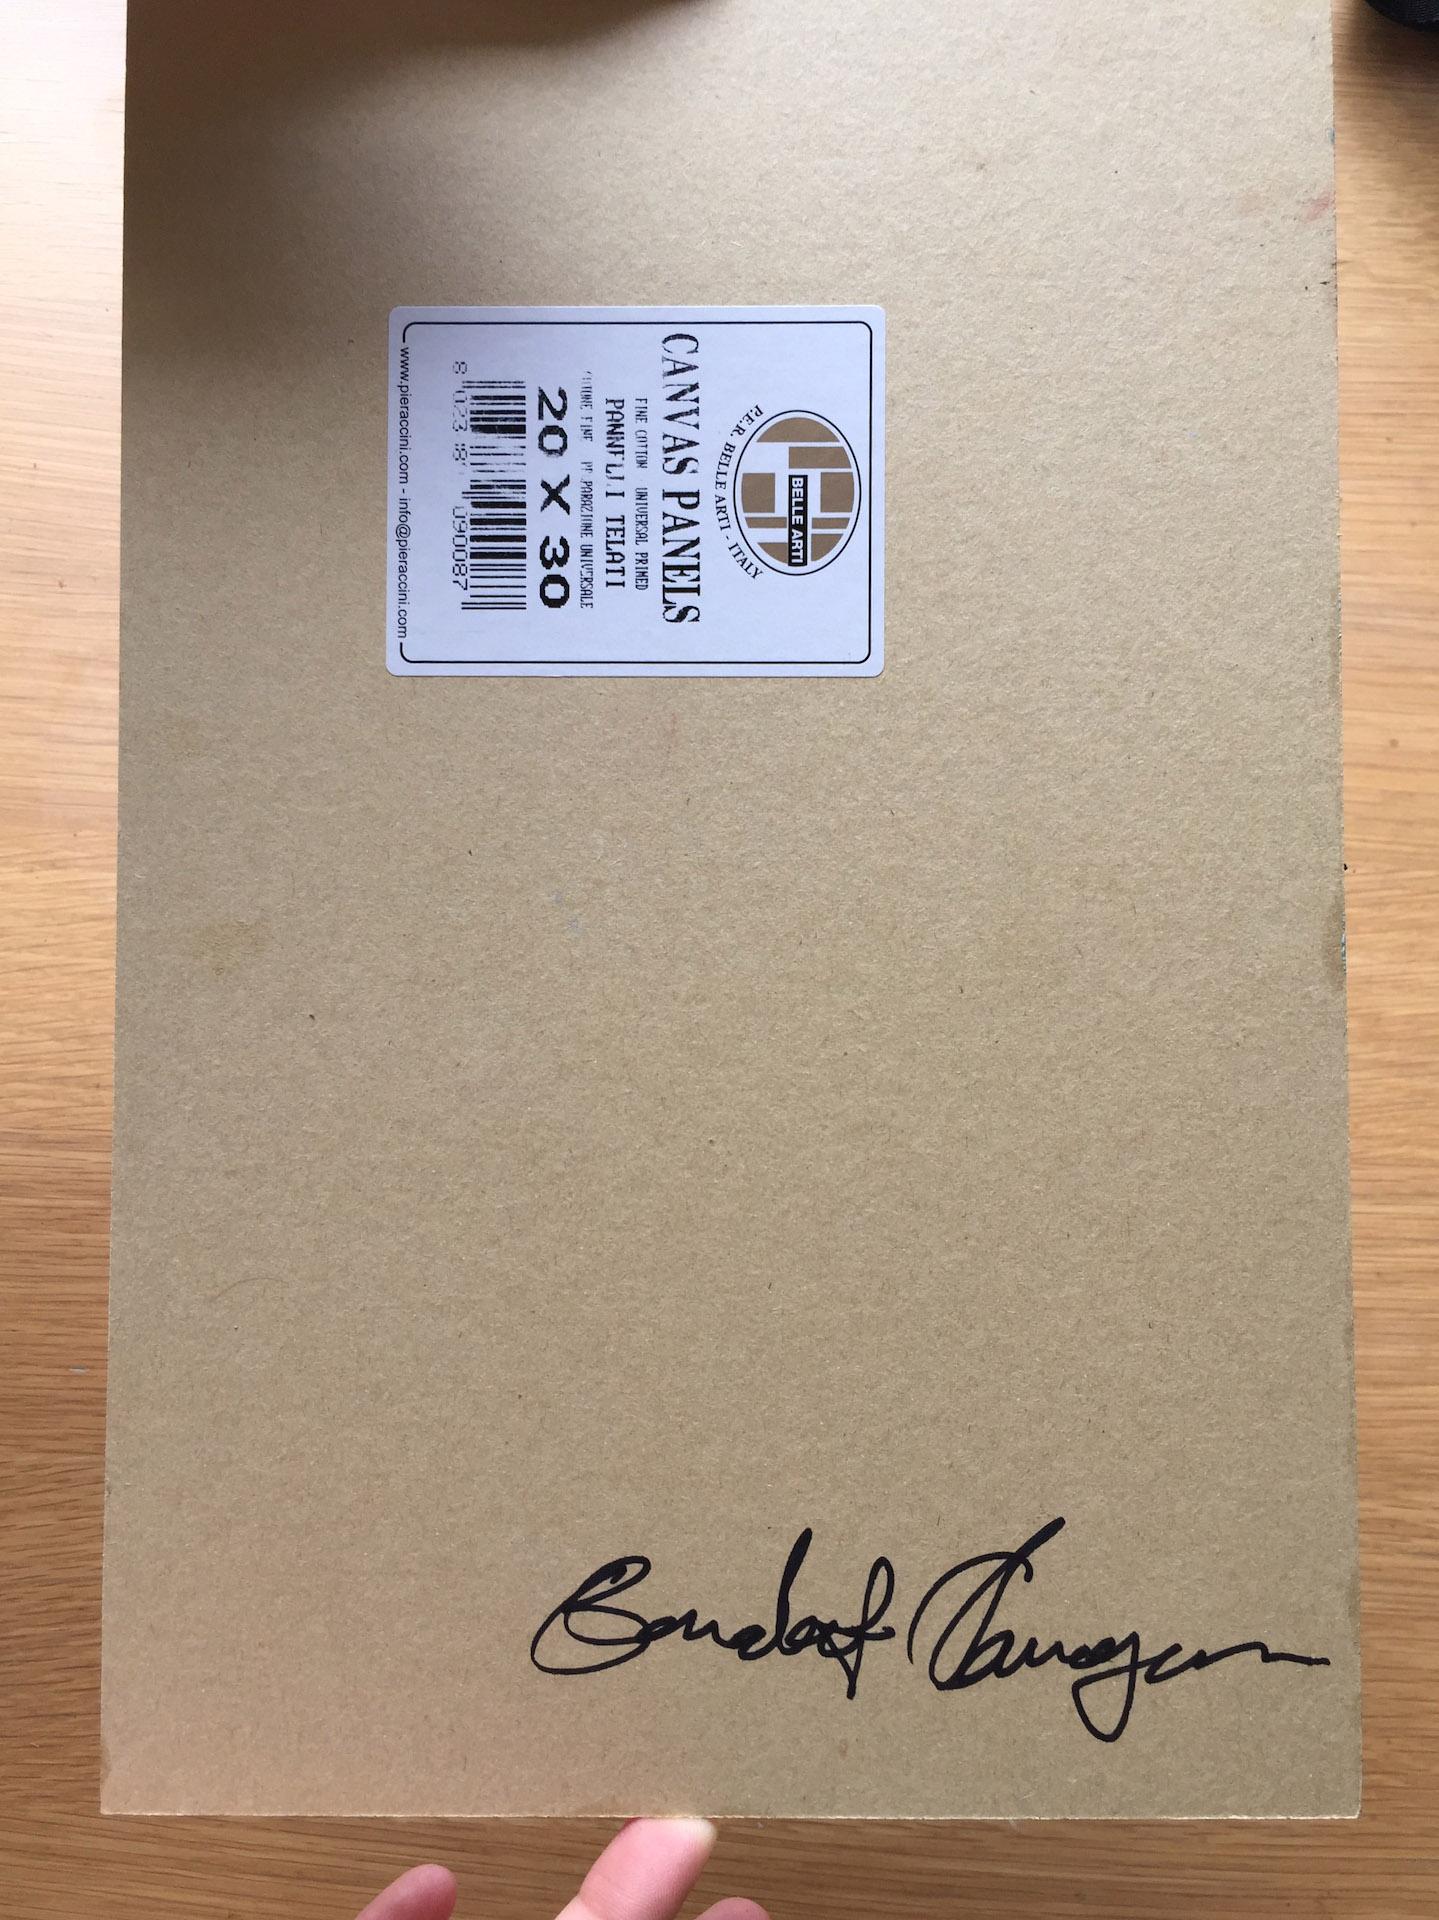 P.E.R. BELLE ARTI - ITALY
BELLE ARTI
CANVAS PANELS
FINE COTTON UNIVERSAL PRIMED
PANNELLI TELATI
FINE PREPARAZIONE UNIVERSALE
20 X 30
090087
www.pieraccini.com - info@pieraccini.com